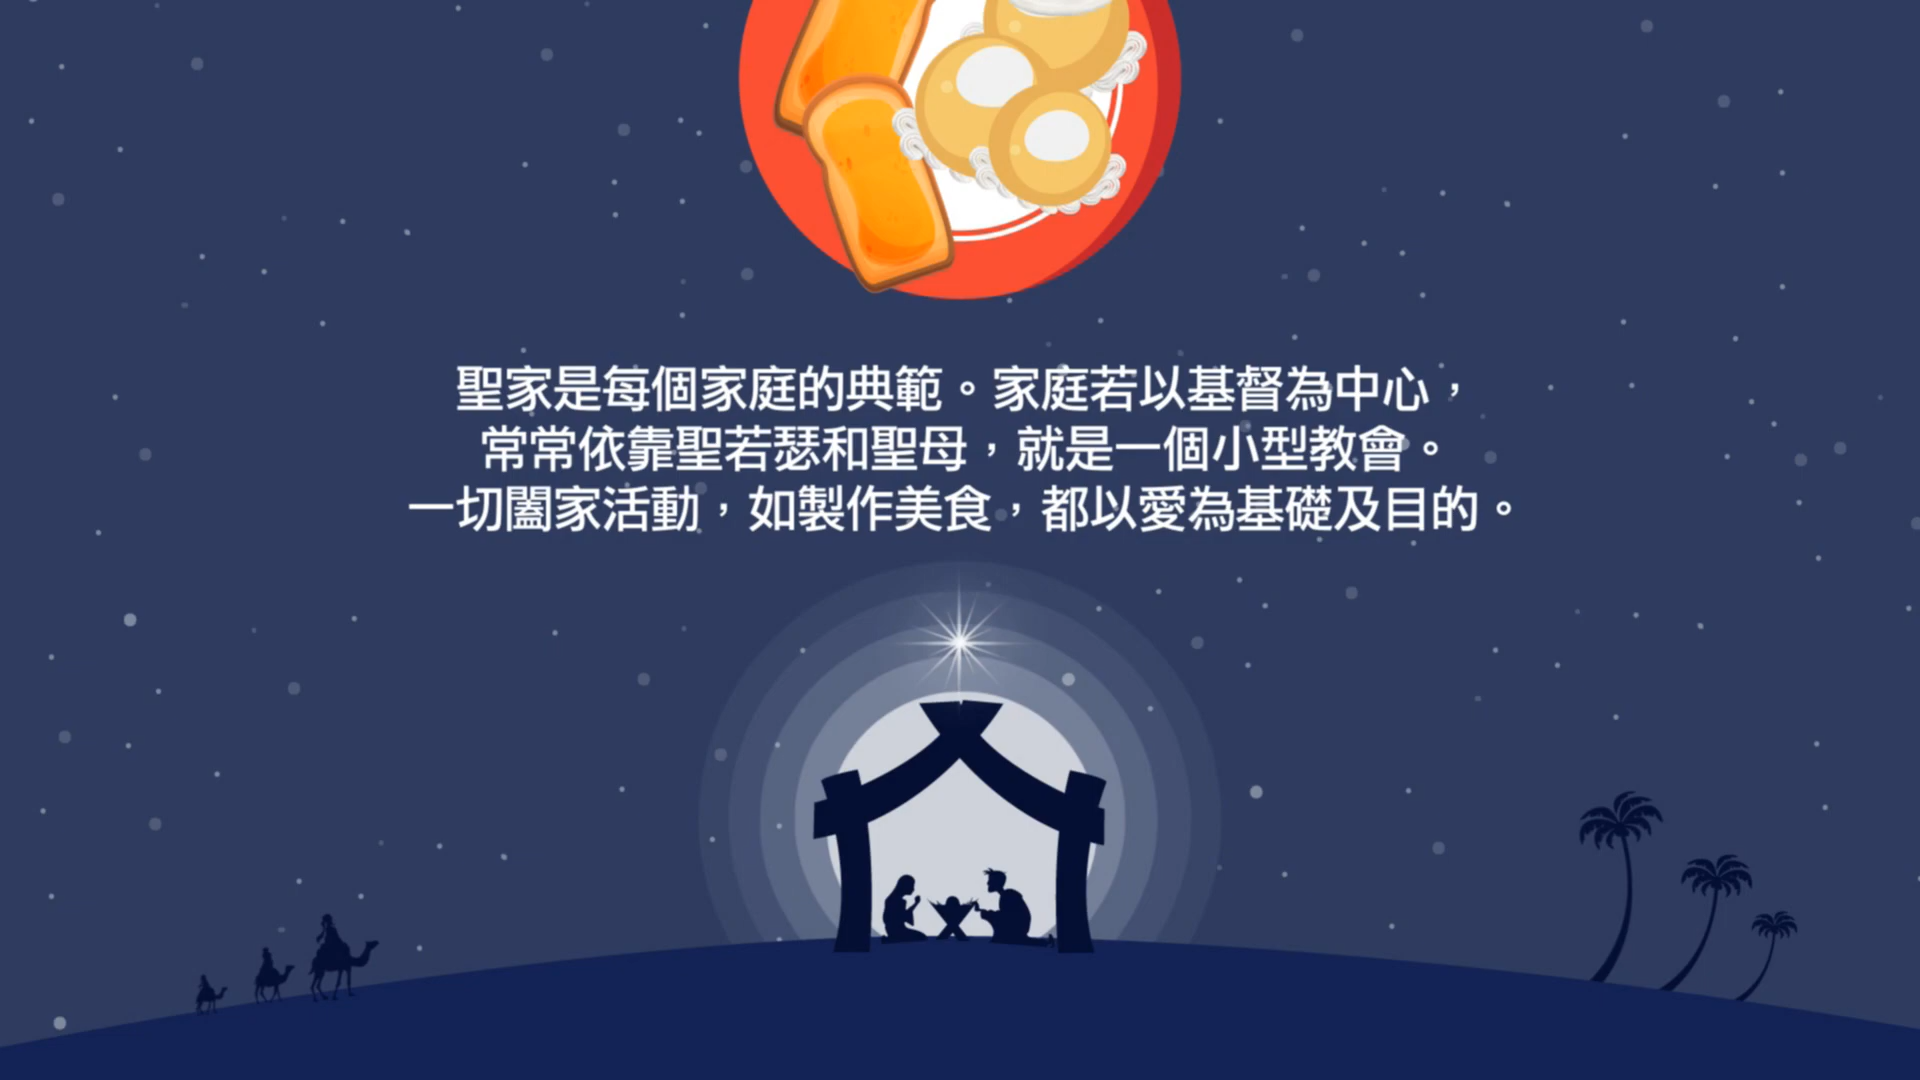 聖家是每個家庭的典範。家庭若以基督為中心，
常常依靠聖若瑟和聖母，就是一個小型教會。
一切闔家活動，如製作美食，都以愛為基礎及目的。